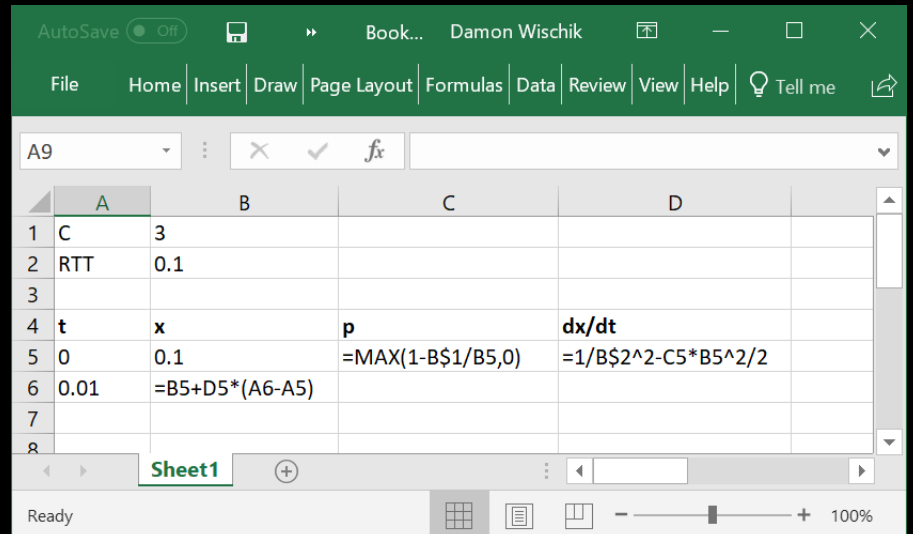 AutoSave Off Book... Damon Wischik
File Home Insert Draw Page Layout Formulas Data Review View Help Tell me
A9 fx
A B C D
1 C 3
2 RTT 0.1
3
4 t x p dx/dt
5 0 0.1 =MAX(1-B$1/B5,0) =1/B$2^2-C5*B5^2/2
6 0.01 =B5+D5*(A6-A5)
7
8
Sheet1
Ready 100%